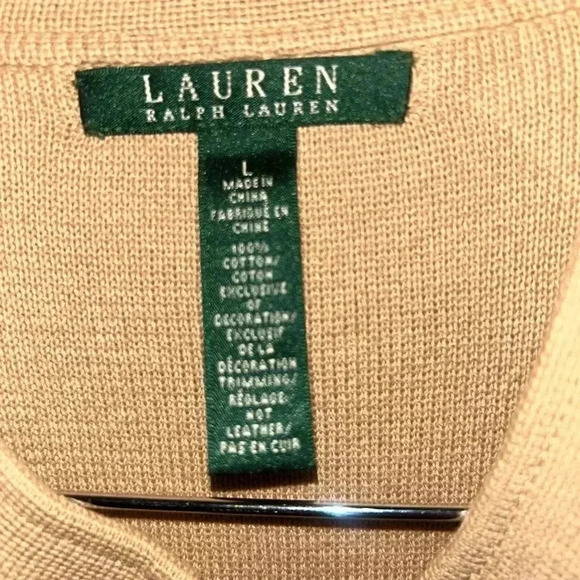 LAUREN
RALPH LAUREN
L
MADE IN
CHINA
FABRIQUÉ EN
CHINE
100%
COTTON/
COTON
EXCLUSIVE
OF
DECORATION/
EXCLUSIF
DE LA
DÉCORATION
TRIMMING/
RÉGLAGE:
NOT
LEATHER/
PAS EN CUIR